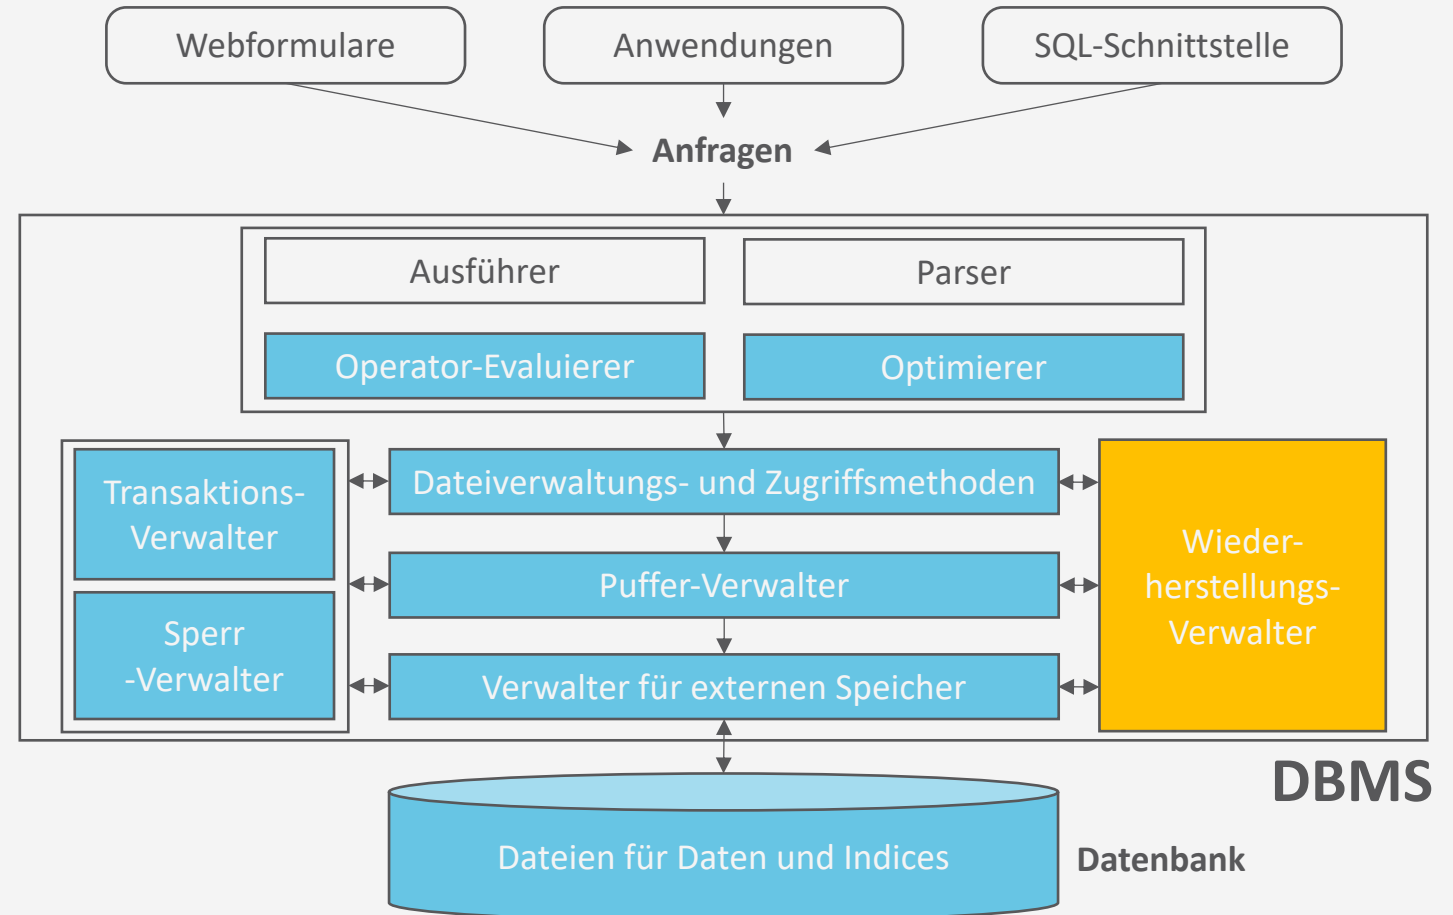 Webformulare
Anwendungen
SQL-Schnittstelle
Anfragen
Ausführer
Parser
Operator-Evaluierer
Optimierer
Transaktions-
Verwalter
Sperr
-Verwalter
Dateiverwaltungs- und Zugriffsmethoden
Puffer-Verwalter
Verwalter für externen Speicher
Wieder-
herstellungs-
Verwalter
DBMS
Dateien für Daten und Indices
Datenbank